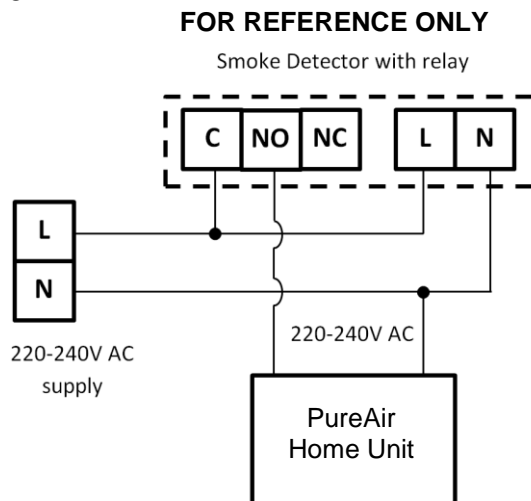 FOR REFERENCE ONLY
Smoke Detector with relay
C NO NC L N
L
N
220-240V AC
supply
220-240V AC
PureAir
Home Unit